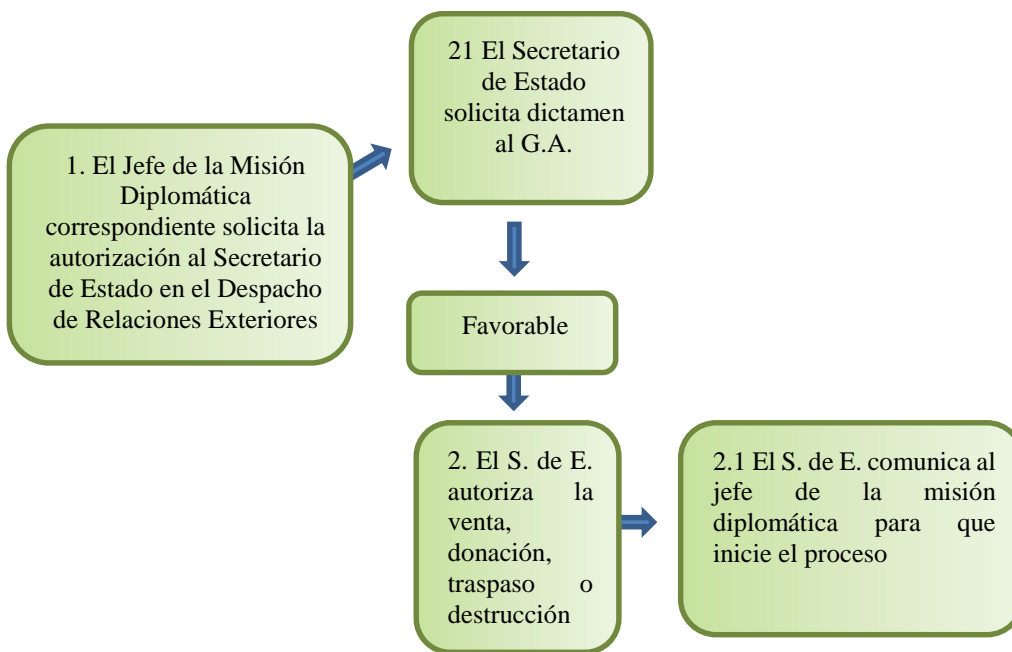 1. El Jefe de la Misión
Diplomática
correspondiente solicita la
autorización al Secretario
de Estado en el Despacho
de Relaciones Exteriores
21 El Secretario
de Estado
solicita dictamen
al G.A.
Favorable
2. El S. de E.
autoriza la
venta,
donación,
traspaso o
destrucción
2.1 El S. de E. comunica al
jefe de la misión
diplomática para que
inicie el proceso